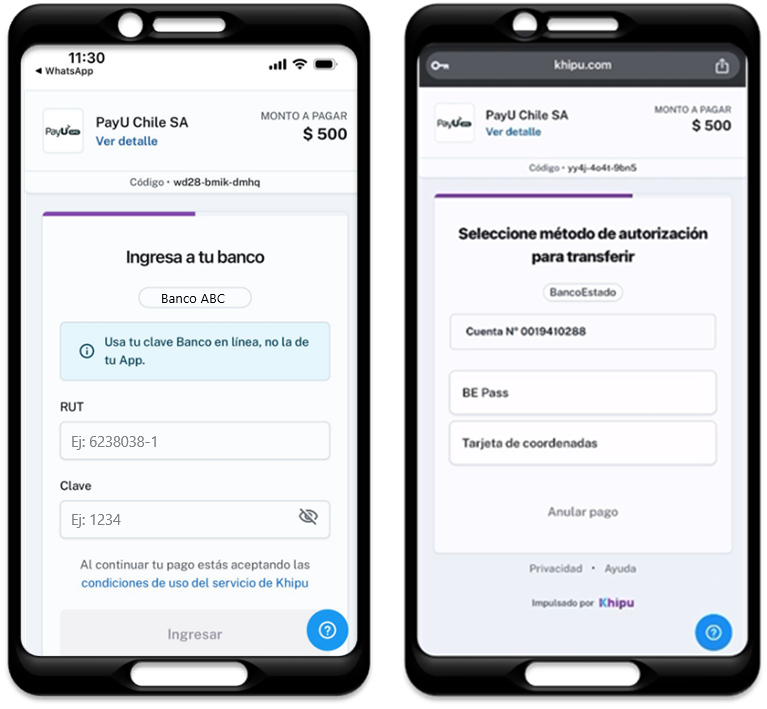 11:30
◄ WhatsApp
PayU
PayU Chile SA
Ver detalle
MONTO A PAGAR
$ 500
Código • wd28-bmik-dmhq
Ingresa a tu banco
Banco ABC
Usa tu clave Banco en línea, no la de
tu App.
RUT
Ej: 6238038-1
Clave
Ej: 1234
Al continuar tu pago estás aceptando las
condiciones de uso del servicio de Khipu
Ingresar
khipu.com
PayU
PayU Chile SA
Ver detalle
MONTO A PAGAR
$ 500
Código • yy4j-4o4t-9bn5
Seleccione método de autorización
para transferir
BancoEstado
Cuenta N° 0019410288
BE Pass
Tarjeta de coordenadas
Anular pago
Privacidad • Ayuda
Impulsado por Khipu